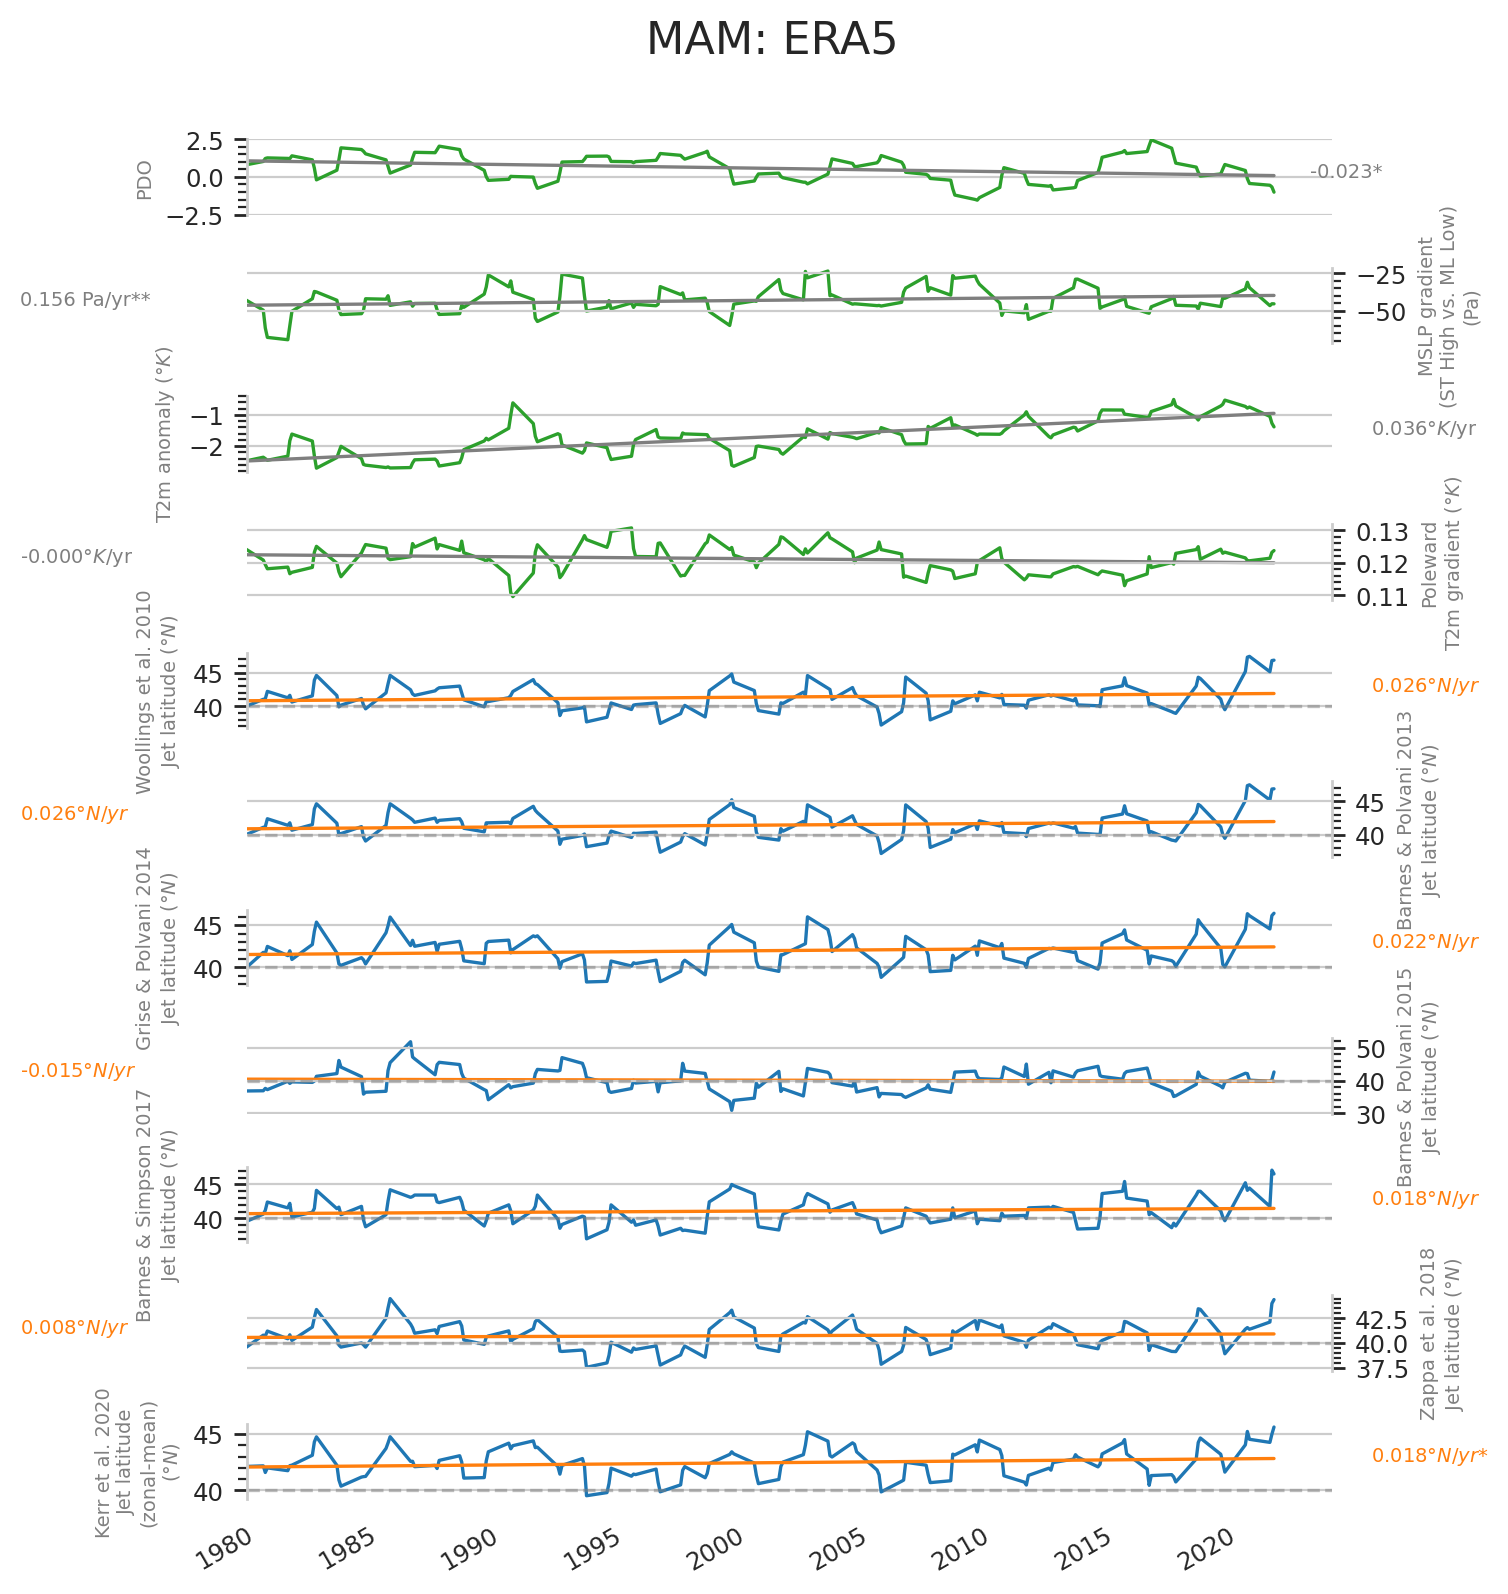 MAM: ERA5
PDO
2.5
0.0
−2.5
-0.023*
0.156 Pa/yr**
−25
−50
MSLP gradient
(ST High vs. ML Low)
(Pa)
T2m anomaly (°K)
−1
−2
0.036°K/yr
-0.000°K/yr
0.13
0.12
0.11
Poleward
T2m gradient (°K)
Woollings et al. 2010
Jet latitude (°N)
45
40
0.026°N/yr
0.026°N/yr
45
40
Barnes & Polvani 2013
Jet latitude (°N)
Grise & Polvani 2014
Jet latitude (°N)
45
40
0.022°N/yr
-0.015°N/yr
50
40
30
Barnes & Polvani 2015
Jet latitude (°N)
Barnes & Simpson 2017
Jet latitude (°N)
45
40
0.018°N/yr
0.008°N/yr
42.5
40.0
37.5
Zappa et al. 2018
Jet latitude (°N)
Kerr et al. 2020
Jet latitude
(zonal-mean)
(°N)
45
40
0.018°N/yr*
1980
1985
1990
1995
2000
2005
2010
2015
2020